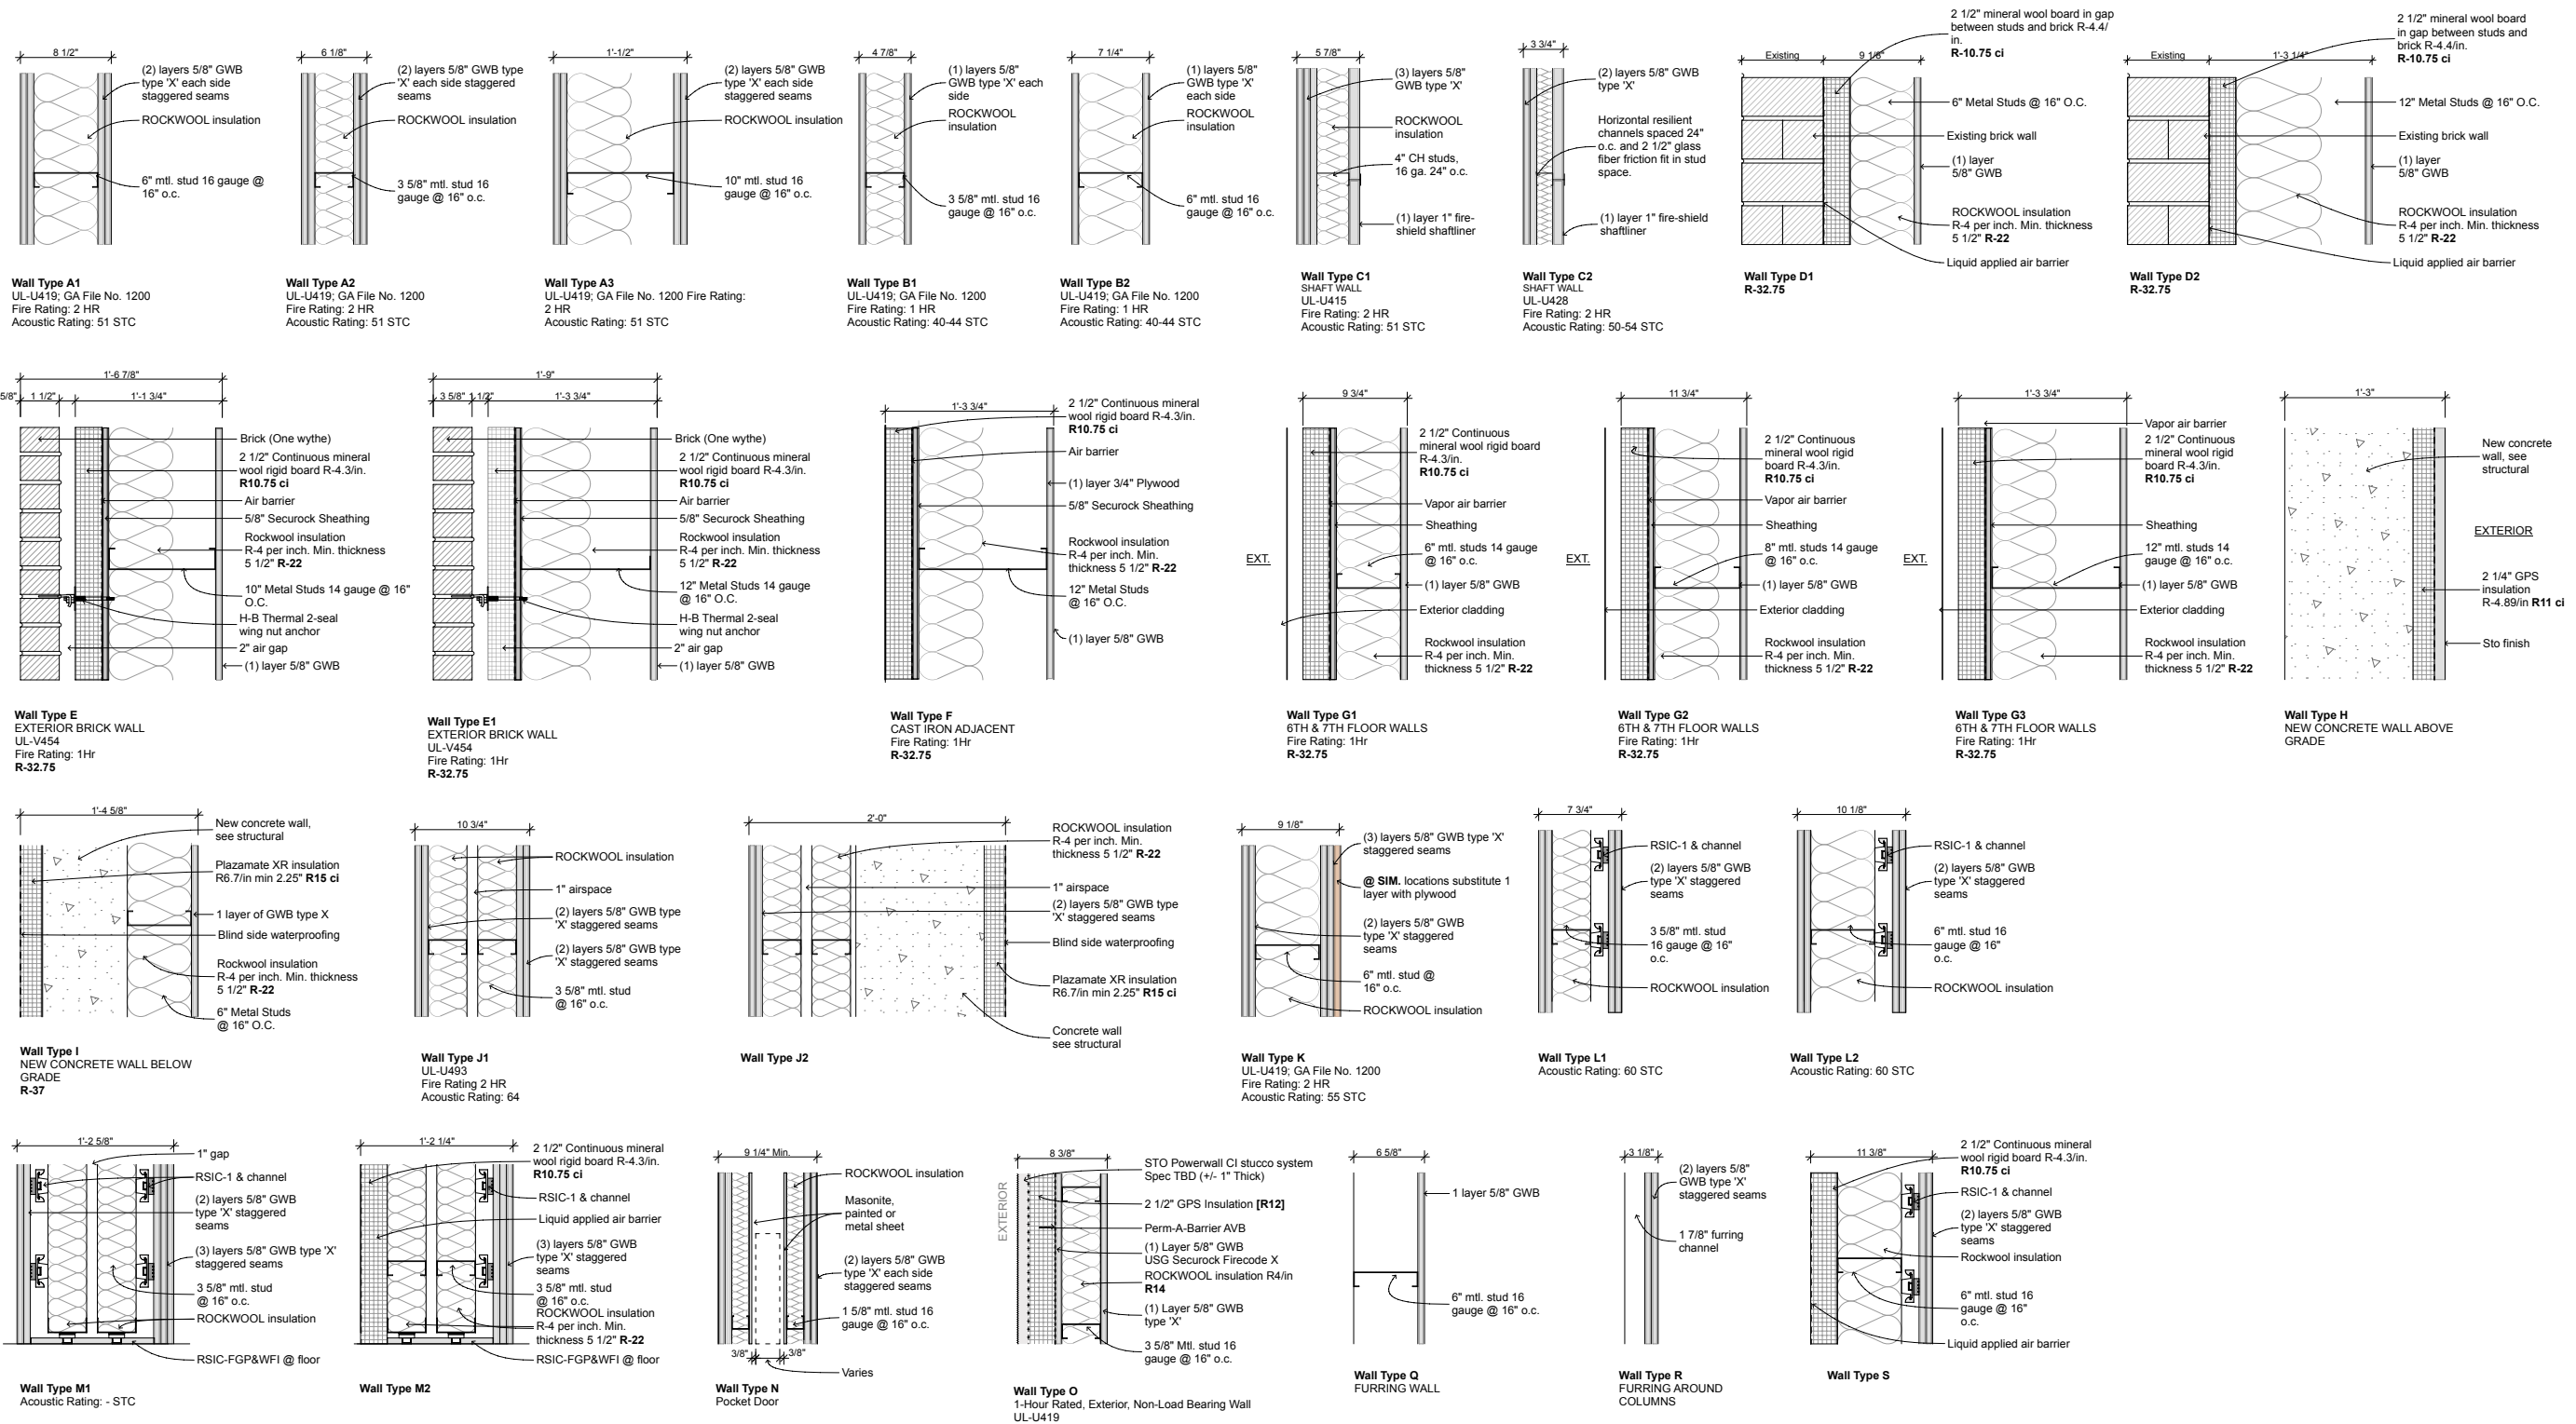 8 1/2"
(2) layers 5/8" GWB
type 'X' each side
staggered seams
ROCKWOOL insulation
6" mtl. stud 16 gauge @
16" o.c.
Wall Type A1
UL-U419; GA File No. 1200
Fire Rating: 2 HR
Acoustic Rating: 51 STC
6 1/8"
(2) layers 5/8" GWB type
'X' each side staggered
seams
ROCKWOOL insulation
3 5/8" mtl. stud 16
gauge @ 16" o.c.
Wall Type A2
UL-U419; GA File No. 1200
Fire Rating: 2 HR
Acoustic Rating: 51 STC
1'-1/2"
(2) layers 5/8" GWB
type 'X' each side
staggered seams
ROCKWOOL insulation
10" mtl. stud 16
gauge @ 16" o.c.
Wall Type A3
UL-U419; GA File No. 1200 Fire Rating:
2 HR
Acoustic Rating: 51 STC
4 7/8"
(1) layers 5/8"
GWB type 'X' each
side
ROCKWOOL
insulation
3 5/8" mtl. stud 16
gauge @ 16" o.c.
Wall Type B1
UL-U419; GA File No. 1200
Fire Rating: 1 HR
Acoustic Rating: 40-44 STC
7 1/4"
(1) layers 5/8"
GWB type 'X'
each side
ROCKWOOL
insulation
6" mtl. stud 16
gauge @ 16" o.c.
Wall Type B2
UL-U419; GA File No. 1200
Fire Rating: 1 HR
Acoustic Rating: 40-44 STC
5 7/8"
(3) layers 5/8"
GWB type 'X'
ROCKWOOL
insulation
4" CH studs,
16 ga. 24" o.c.
(1) layer 1" fire-
shield shaftliner
Wall Type C1
SHAFT WALL
UL-U415
Fire Rating: 2 HR
Acoustic Rating: 51 STC
3 3/4"
(2) layers 5/8" GWB
type 'X'
Horizontal resilient
channels spaced 24"
o.c. and 2 1/2" glass
fiber friction fit in stud
space.
(1) layer 1" fire-shield
shaftliner
Wall Type C2
SHAFT WALL
UL-U428
Fire Rating: 2 HR
Acoustic Rating: 50-54 STC
Existing
9 1/8"
2 1/2" mineral wool board in gap
between studs and brick R-4.4/
in.
R-10.75 ci
6" Metal Studs @ 16" O.C.
Existing brick wall
(1) layer
5/8" GWB
ROCKWOOL insulation
R-4 per inch. Min. thickness
5 1/2" R-22
Liquid applied air barrier
Wall Type D1
R-32.75
Existing
1'-3 1/4"
2 1/2" mineral wool board
in gap between studs and
brick R-4.4/in.
R-10.75 ci
12" Metal Studs @ 16" O.C.
Existing brick wall
(1) layer
5/8" GWB
ROCKWOOL insulation
R-4 per inch. Min. thickness
5 1/2" R-22
Liquid applied air barrier
Wall Type D2
R-32.75
1'-6 7/8"
5/8" 1 1/2" 1'-1 3/4"
Brick (One wythe)
2 1/2" Continuous mineral
wool rigid board R-4.3/in.
R10.75 ci
Air barrier
5/8" Securock Sheathing
Rockwool insulation
R-4 per inch. Min. thickness
5 1/2" R-22
10" Metal Studs 14 gauge @ 16"
O.C.
H-B Thermal 2-seal
wing nut anchor
2" air gap
(1) layer 5/8" GWB
Wall Type E
EXTERIOR BRICK WALL
UL-V454
Fire Rating: 1Hr
R-32.75
1'-9"
3 5/8" 1 1/2" 1'-3 3/4"
Brick (One wythe)
2 1/2" Continuous mineral
wool rigid board R-4.3/in.
R10.75 ci
Air barrier
5/8" Securock Sheathing
Rockwool insulation
R-4 per inch. Min. thickness
5 1/2" R-22
12" Metal Studs 14 gauge
@ 16" O.C.
H-B Thermal 2-seal
wing nut anchor
2" air gap
(1) layer 5/8" GWB
Wall Type E1
EXTERIOR BRICK WALL
UL-V454
Fire Rating: 1Hr
R-32.75
1'-3 3/4"
2 1/2" Continuous mineral
wool rigid board R-4.3/in.
R10.75 ci
Air barrier
(1) layer 3/4" Plywood
5/8" Securock Sheathing
Rockwool insulation
R-4 per inch. Min.
thickness 5 1/2" R-22
12" Metal Studs
@ 16" O.C.
(1) layer 5/8" GWB
Wall Type F
CAST IRON ADJACENT
Fire Rating: 1Hr
R-32.75
9 3/4"
2 1/2" Continuous
mineral wool rigid board
R-4.3/in.
R10.75 ci
Vapor air barrier
Sheathing
6" mtl. studs 14 gauge
@ 16" o.c.
EXT.
(1) layer 5/8" GWB
Exterior cladding
Rockwool insulation
R-4 per inch. Min.
thickness 5 1/2" R-22
Wall Type G1
6TH & 7TH FLOOR WALLS
Fire Rating: 1Hr
R-32.75
11 3/4"
2 1/2" Continuous
mineral wool rigid
board R-4.3/in.
R10.75 ci
Vapor air barrier
Sheathing
8" mtl. studs 14 gauge
@ 16" o.c.
EXT.
(1) layer 5/8" GWB
Exterior cladding
Rockwool insulation
R-4 per inch. Min.
thickness 5 1/2" R-22
Wall Type G2
6TH & 7TH FLOOR WALLS
Fire Rating: 1Hr
R-32.75
1'-3 3/4"
Vapor air barrier
2 1/2" Continuous
mineral wool rigid
board R-4.3/in.
R10.75 ci
Sheathing
12" mtl. studs 14
gauge @ 16" o.c.
EXT.
(1) layer 5/8" GWB
Exterior cladding
Rockwool insulation
R-4 per inch. Min.
thickness 5 1/2" R-22
Wall Type G3
6TH & 7TH FLOOR WALLS
Fire Rating: 1Hr
R-32.75
1'-3"
New concrete
wall, see
structural
EXTERIOR
2 1/4" GPS
insulation
R-4.89/in R11 ci
Sto finish
Wall Type H
NEW CONCRETE WALL ABOVE
GRADE
1'-4 5/8"
New concrete wall,
see structural
Plazamate XR insulation
R6.7/in min 2.25" R15 ci
1 layer of GWB type X
Blind side waterproofing
Rockwool insulation
R-4 per inch. Min. thickness
5 1/2" R-22
6" Metal Studs
@ 16" O.C.
Wall Type I
NEW CONCRETE WALL BELOW
GRADE
R-37
10 3/4"
ROCKWOOL insulation
1" airspace
(2) layers 5/8" GWB type
'X' staggered seams
(2) layers 5/8" GWB type
'X' staggered seams
3 5/8" mtl. stud
@ 16" o.c.
Wall Type J1
UL-U493
Fire Rating 2 HR
Acoustic Rating: 64
2'-0"
ROCKWOOL insulation
R-4 per inch. Min.
thickness 5 1/2" R-22
1" airspace
(2) layers 5/8" GWB type
'X' staggered seams
Blind side waterproofing
Plazamate XR insulation
R6.7/in min 2.25" R15 ci
Concrete wall
see structural
Wall Type J2
9 1/8"
(3) layers 5/8" GWB type 'X'
staggered seams
@ SIM. locations substitute 1
layer with plywood
(2) layers 5/8" GWB
type 'X' staggered
seams
6" mtl. stud @
16" o.c.
ROCKWOOL insulation
Wall Type K
UL-U419; GA File No. 1200
Fire Rating: 2 HR
Acoustic Rating: 55 STC
7 3/4"
RSIC-1 & channel
(2) layers 5/8" GWB
type 'X' staggered
seams
3 5/8" mtl. stud
16 gauge @ 16"
o.c.
ROCKWOOL insulation
Wall Type L1
Acoustic Rating: 60 STC
10 1/8"
RSIC-1 & channel
(2) layers 5/8" GWB
type 'X' staggered
seams
6" mtl. stud 16
gauge @ 16"
o.c.
ROCKWOOL insulation
Wall Type L2
Acoustic Rating: 60 STC
1'-2 5/8"
1" gap
RSIC-1 & channel
(2) layers 5/8" GWB
type 'X' staggered
seams
(3) layers 5/8" GWB type 'X'
staggered seams
3 5/8" mtl. stud
@ 16" o.c.
ROCKWOOL insulation
RSIC-FGP&WFI @ floor
Wall Type M1
Acoustic Rating: - STC
1'-2 1/4"
2 1/2" Continuous mineral
wool rigid board R-4.3/in.
R10.75 ci
RSIC-1 & channel
Liquid applied air barrier
(3) layers 5/8" GWB
type 'X' staggered
seams
3 5/8" mtl. stud
@ 16" o.c.
ROCKWOOL insulation
R-4 per inch. Min.
thickness 5 1/2" R-22
RSIC-FGP&WFI @ floor
Wall Type M2
9 1/4" Min.
ROCKWOOL insulation
Masonite,
painted or
metal sheet
(2) layers 5/8" GWB
type 'X' each side
staggered seams
1 5/8" mtl. stud 16
gauge @ 16" o.c.
3/8" 3/8"
Varies
Wall Type N
Pocket Door
8 3/8"
EXTERIOR
STO Powerwall CI stucco system
Spec TBD (+/- 1" Thick)
2 1/2" GPS Insulation [R12]
Perm-A-Barrier AVB
(1) Layer 5/8" GWB
USG Securock Firecode X
ROCKWOOL insulation R4/in
R14
(1) Layer 5/8" GWB
type 'X'
3 5/8" Mtl. stud 16
gauge @ 16" o.c.
Wall Type O
1-Hour Rated, Exterior, Non-Load Bearing Wall
UL-U419
6 5/8"
1 layer 5/8" GWB
6" mtl. stud 16
gauge @ 16" o.c.
Wall Type Q
FURRING WALL
3 1/8"
(2) layers 5/8"
GWB type 'X'
staggered seams
1 7/8" furring
channel
Wall Type R
FURRING AROUND
COLUMNS
11 3/8"
2 1/2" Continuous mineral
wool rigid board R-4.3/in.
R10.75 ci
RSIC-1 & channel
(2) layers 5/8" GWB
type 'X' staggered
seams
Rockwool insulation
6" mtl. stud 16
gauge @ 16"
o.c.
Liquid applied air barrier
Wall Type S